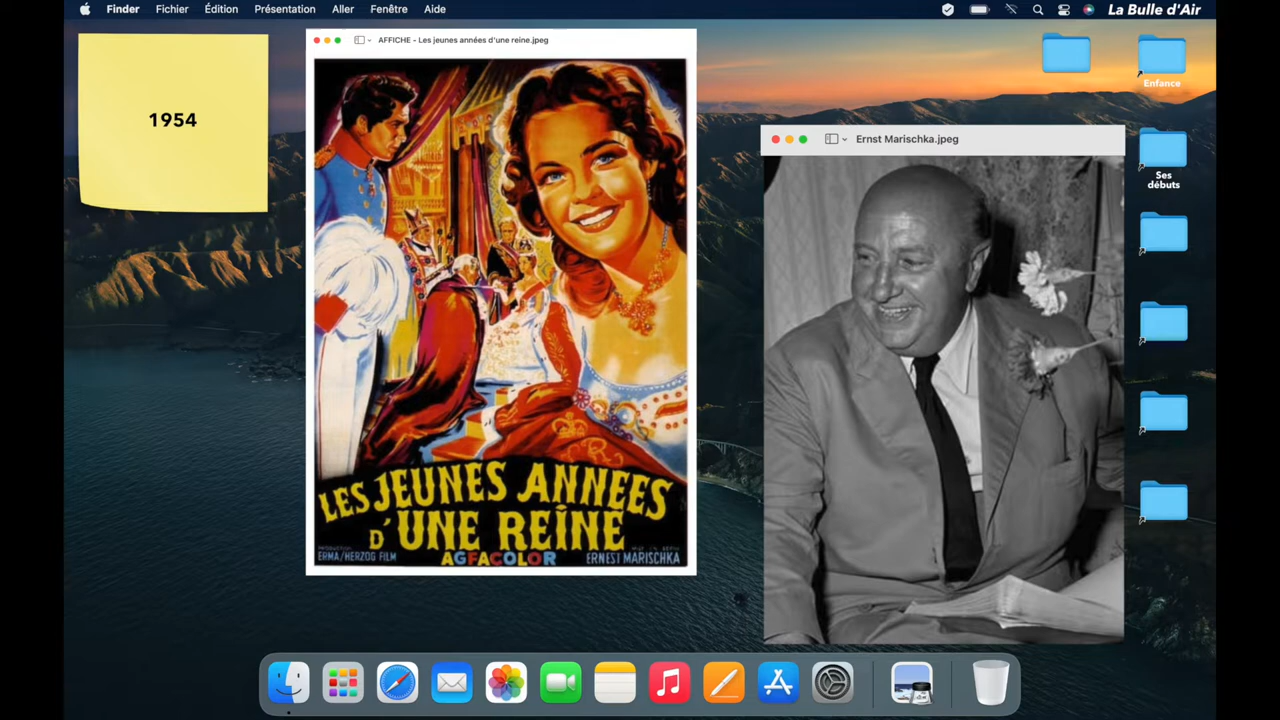 Finder Fichier Édition Présentation Aller Fenêtre Aide La Bulle d'Air
1954
AFFICHE - Les jeunes années d'une reine.jpeg
LES JEUNES ANNEES
D'UNE REINE
ERMA/HERZOG FILM
AGFACOLOR
ERNEST MARISCHKA
Ernst Marischka.jpeg
Enfance
Ses
débuts